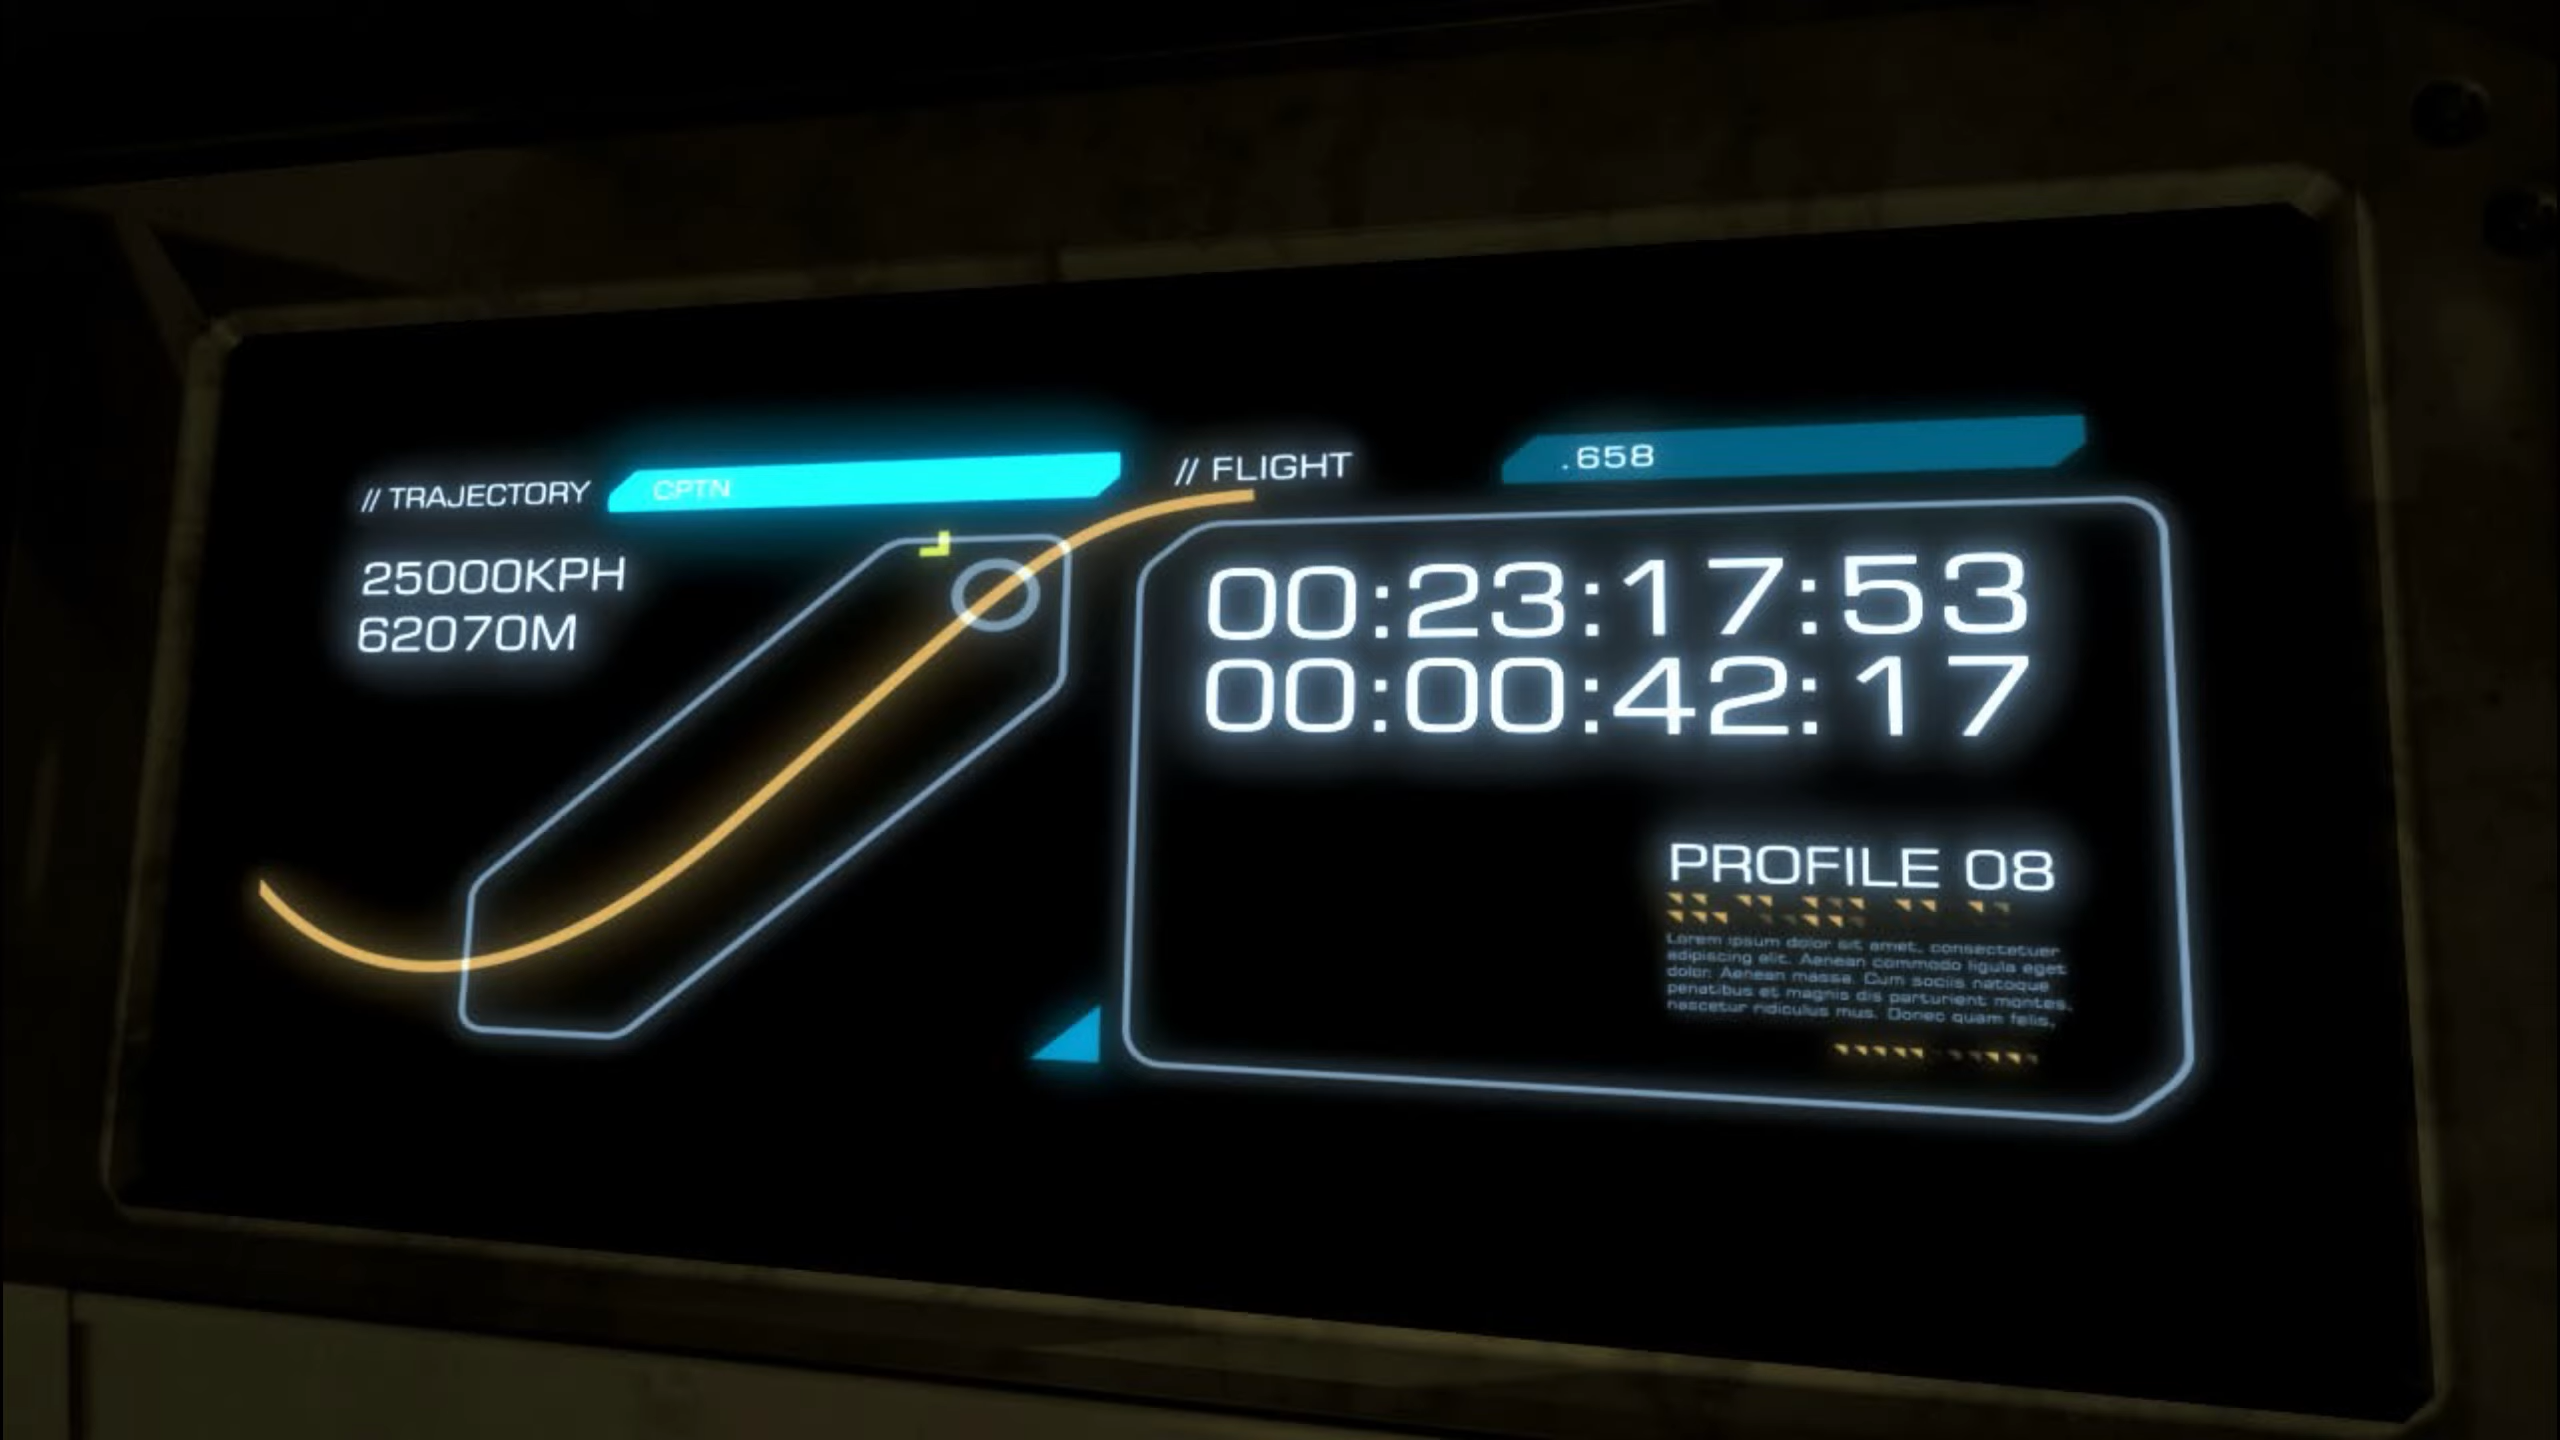 // TRAJECTORY
CPTN
25000KPH
62070M
// FLIGHT
.658
00:23:17:53
00:00:42:17
PROFILE 08
Lorem ipsum dolor sit amet, consectetuer
adipiscing elit. Aenean commodo ligula eget
dolor. Aenean massa. Cum sociis natoque
penatibus et magnis dis parturient montes,
nascetur ridiculus mus. Donec quam felis,